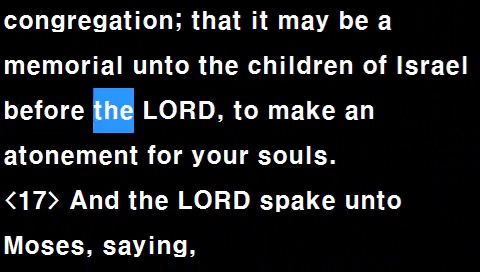 congregation; that it may be a
memorial unto the children of Israel
before the LORD, to make an
atonement for your souls.
<17> And the LORD spake unto
Moses, saying,